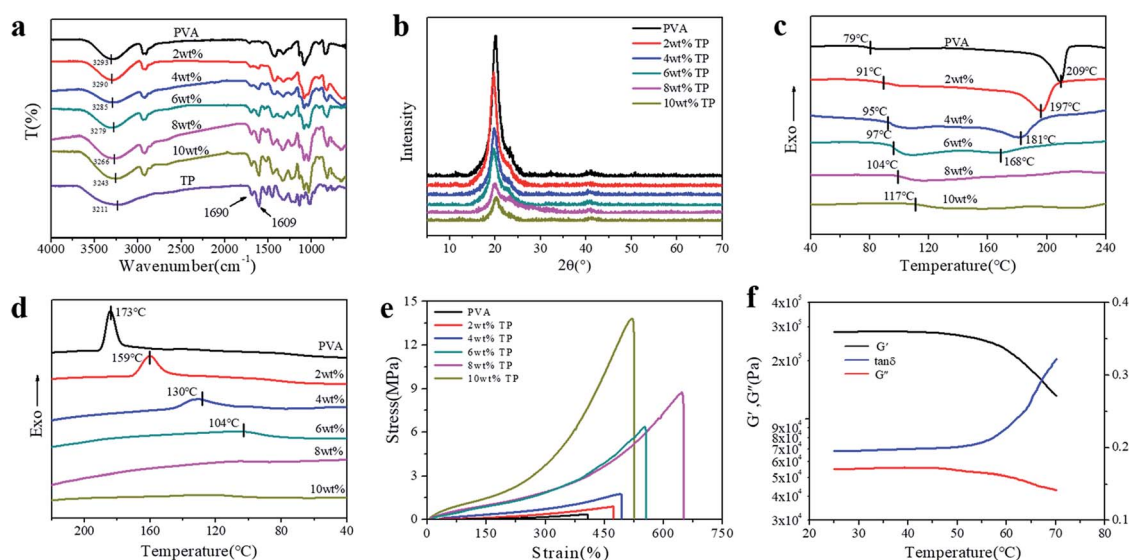 a
PVA
2wt%
4wt%
6wt%
8wt%
10wt%
TP
3293
3290
3285
3279
3266
3243
3211
1690
1609
T(%)
4000 3500 3000 2500 2000 1500 1000
Wavenumber(cm⁻¹)
b
PVA
2wt% TP
4wt% TP
6wt% TP
8wt% TP
10wt% TP
Intensity
10 20 30 40 50 60 70
2θ(°)
c
79℃
PVA
209℃
91℃
2wt%
197℃
95℃
4wt%
181℃
97℃
6wt%
168℃
104℃
8wt%
117℃
10wt%
Exo
40 80 120 160 200 240
Temperature(℃)
d
173℃
PVA
159℃
2wt%
130℃
4wt%
104℃
6wt%
8wt%
10wt%
Exo
200 160 120 80 40
Temperature(℃)
e
PVA
2wt% TP
4wt% TP
6wt% TP
8wt% TP
10wt% TP
Stress(MPa)
15
12
9
6
3
0
0 150 300 450 600 750
Strain(%)
f
G′
tanδ
G″
G′ ,G″(Pa)
4x10⁵
3x10⁵
2x10⁵
9x10⁴
8x10⁴
7x10⁴
6x10⁴
5x10⁴
4x10⁴
3x10⁴
0.4
0.3
0.2
0.1
20 30 40 50 60 70 80
Temperature(℃)